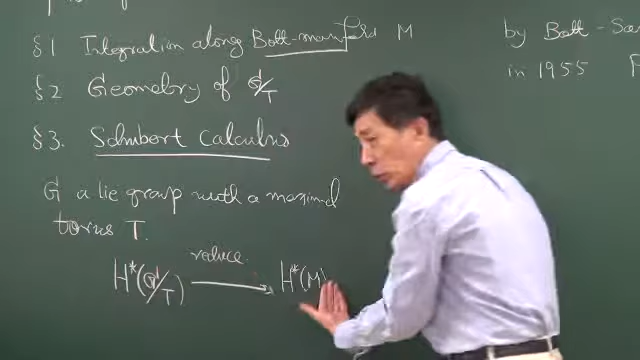 §1 Integration along Bott-manifold M
§2 Geometry of G/T
§3. Schubert Calculus
G a lie group with a maximal
torus T.
H*(G/T) reduce → H*(M)
by Bott-
in 1955